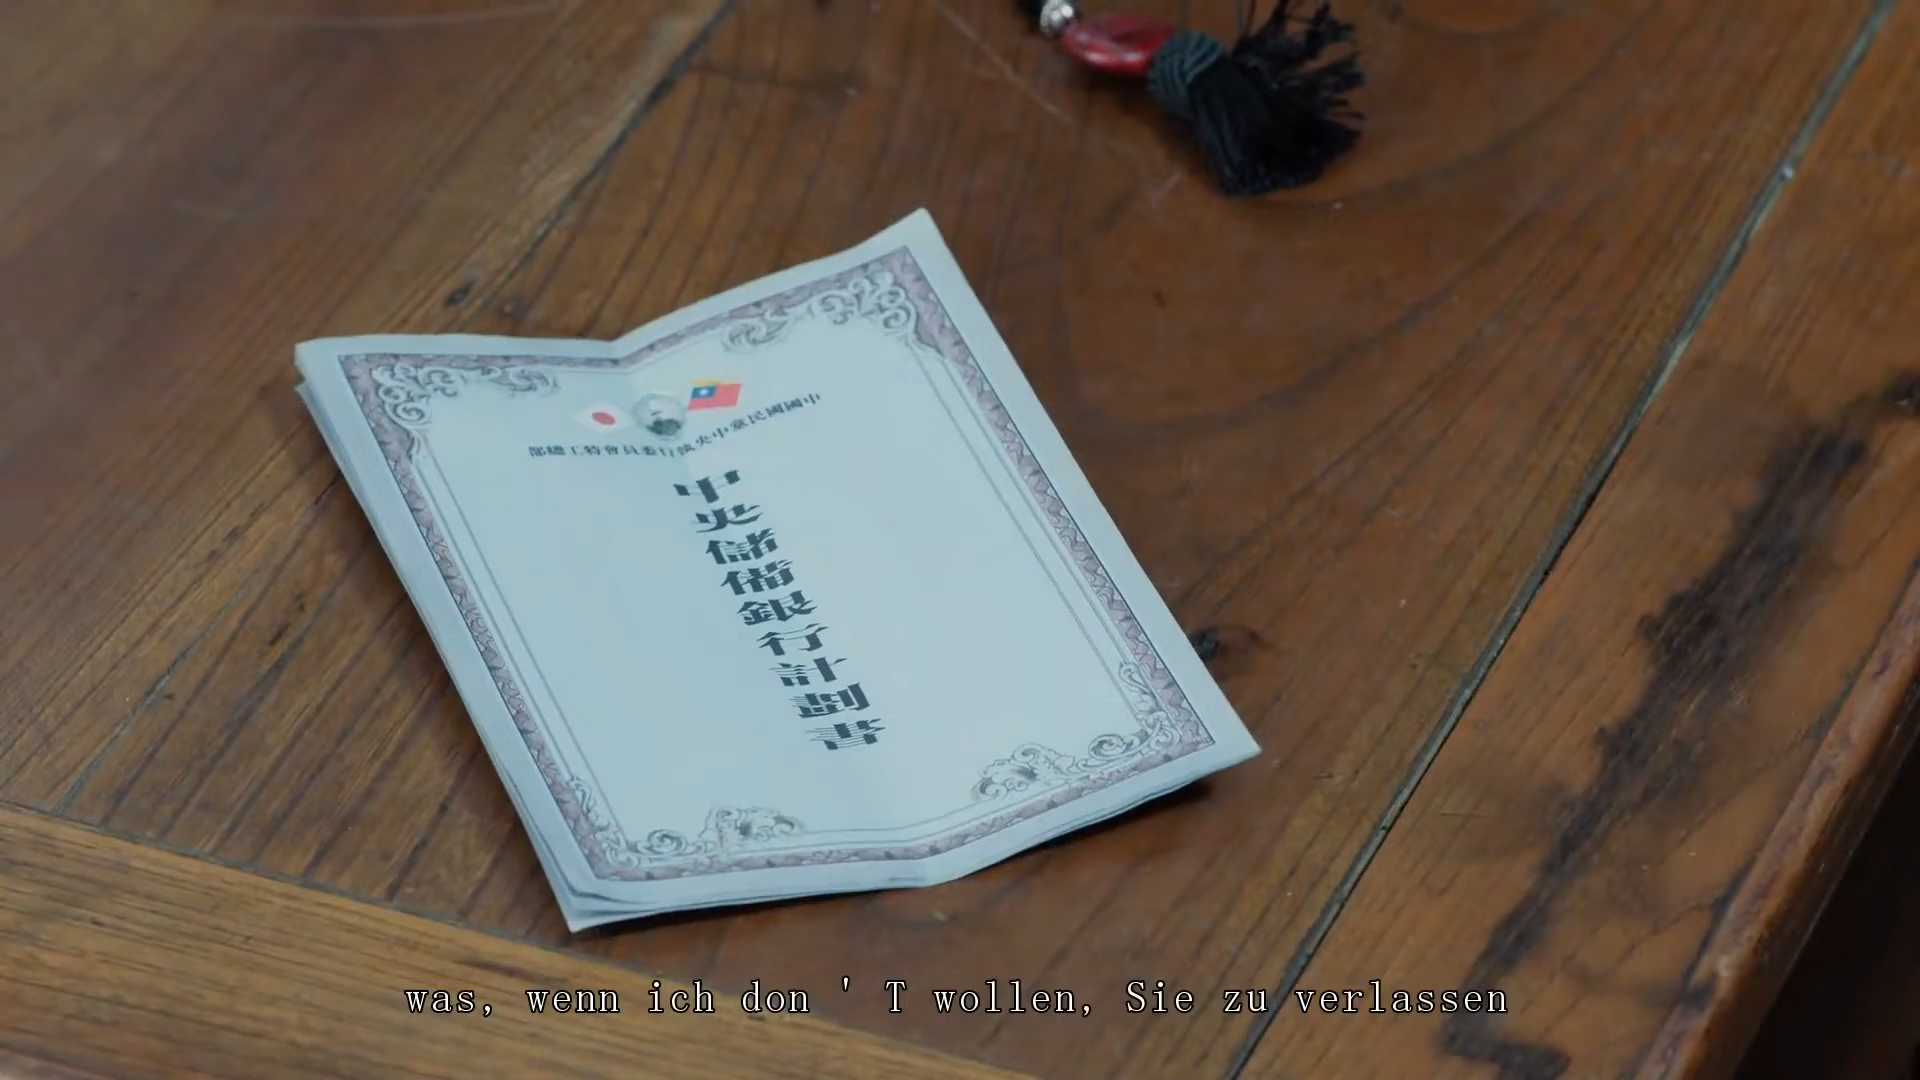 中國國民黨中央執行委員會特工總部
中央儲備銀行計劃書
was, wenn ich don ' T wollen, Sie zu verlassen